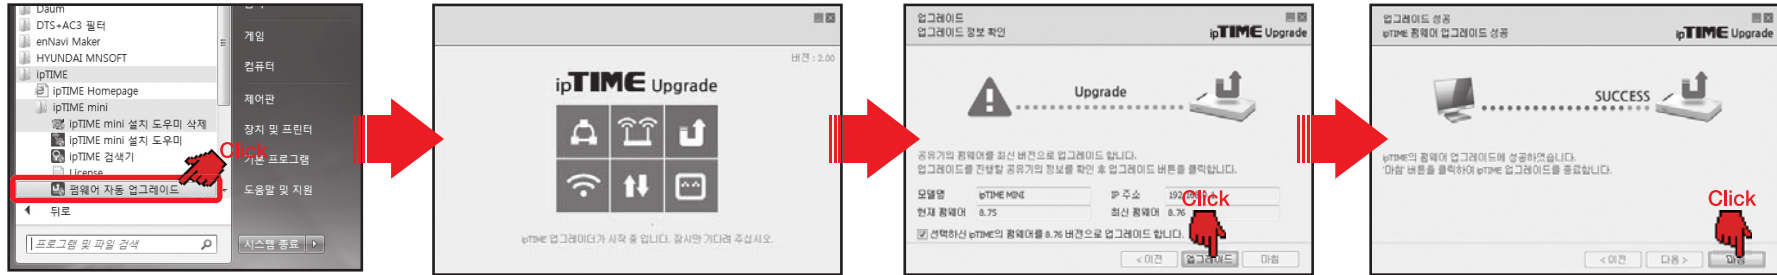 Daum
DTS+AC3 필터
enNavi Maker
HYUNDAI MNSOFT
ipTIME
ipTIME Homepage
ipTIME mini
ipTIME mini 설치 도우미 삭제
ipTIME mini 설치 도우미
ipTIME 검색기
License
펌웨어 자동 업그레이드
뒤로
프로그램 및 파일 검색
게임
컴퓨터
제어판
장치 및 프린터
기본 프로그램
도움말 및 지원
시스템 종료
Click
버전 : 2.00
ipTIME Upgrade
ipTIME 업그레이더가 시작 중 입니다. 잠시만 기다려 주십시오.
업그레이드
업그레이드 정보 확인
ipTIME Upgrade
Upgrade
공유기의 펌웨어를 최신 버전으로 업그레이드 합니다.
업그레이드를 진행할 공유기의 정보를 확인 후 업그레이드 버튼을 클릭합니다.
모델명 ipTIME MINI IP 주소
현재 펌웨어 8.75 최신 펌웨어 8.76
선택하신 ipTIME의 펌웨어를 8.76 버전으로 업그레이드 합니다.
Click
< 이전 업그레이드 마침
업그레이드 성공
ipTIME 펌웨어 업그레이드 성공
ipTIME Upgrade
SUCCESS
ipTIME의 펌웨어 업그레이드에 성공하였습니다.
'마침' 버튼을 클릭하여 ipTIME 업그레이드를 종료합니다.
Click
< 이전 다음 > 마침